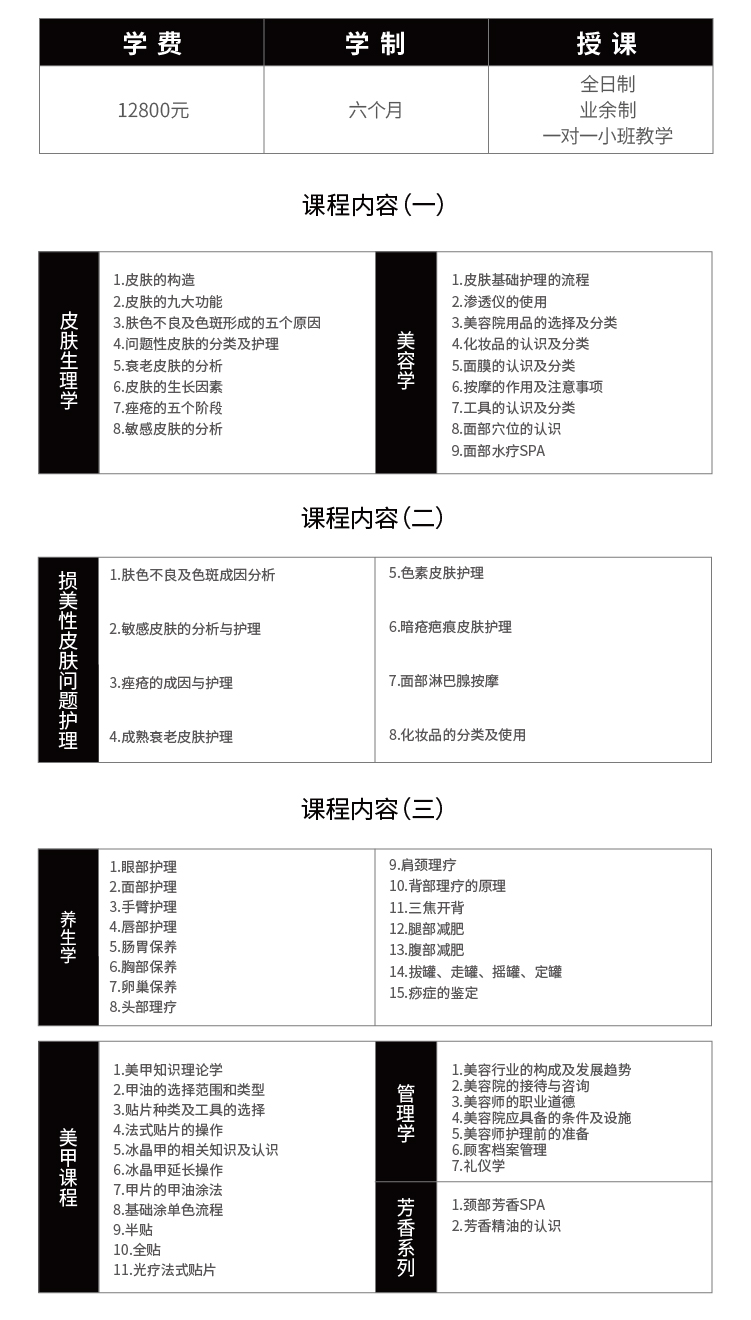 学费
学制
授课
12800元
六个月
全日制
业余制
一对一小班教学
课程内容(一)
皮肤生理学
1.皮肤的构造
2.皮肤的九大功能
3.肤色不良及色斑形成的五个原因
4.问题性皮肤的分类及护理
5.衰老皮肤的分析
6.皮肤的生长因素
7.痤疮的五个阶段
8.敏感皮肤的分析
美容学
1.皮肤基础护理的流程
2.渗透仪的使用
3.美容院用品的选择及分类
4.化妆品的认识及分类
5.面膜的认识及分类
6.按摩的作用及注意事项
7.工具的认识及分类
8.面部穴位的认识
9.面部水疗SPA
课程内容(二)
损美性皮肤问题护理
1.肤色不良及色斑成因分析
2.敏感皮肤的分析与护理
3.痤疮的成因与护理
4.成熟衰老皮肤护理
5.色素皮肤护理
6.暗疮疤痕皮肤护理
7.面部淋巴腺按摩
8.化妆品的分类及使用
课程内容(三)
养生学
1.眼部护理
2.面部护理
3.手臂护理
4.唇部护理
5.肠胃保养
6.胸部保养
7.卵巢保养
8.头部理疗
9.肩颈理疗
10.背部理疗的原理
11.三焦开背
12.腿部减肥
13.腹部减肥
14.拔罐、走罐、摇罐、定罐
15.痧症的鉴定
美甲课程
1.美甲知识理论学
2.甲油的选择范围和类型
3.贴片种类及工具的选择
4.法式贴片的操作
5.冰晶甲的相关知识及认识
6.冰晶甲延长操作
7.甲片的甲油涂法
8.基础涂单色流程
9.半贴
10.全贴
11.光疗法式贴片
管理学
1.美容行业的构成及发展趋势
2.美容院的接待与咨询
3.美容师的职业道德
4.美容院应具备的条件及设施
5.美容师护理前的准备
6.顾客档案管理
7.礼仪学
芳香系列
1.颈部芳香SPA
2.芳香精油的认识